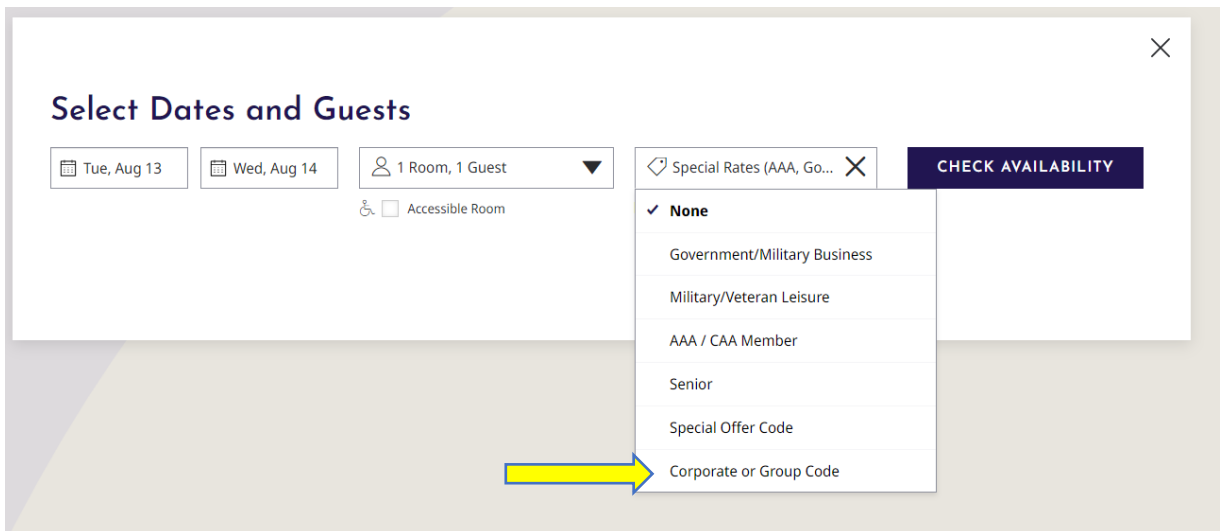 Select Dates and Guests
Tue, Aug 13
Wed, Aug 14
1 Room, 1 Guest
Special Rates (AAA, Go...
CHECK AVAILABILITY
Accessible Room
None
Government/Military Business
Military/Veteran Leisure
AAA / CAA Member
Senior
Special Offer Code
Corporate or Group Code